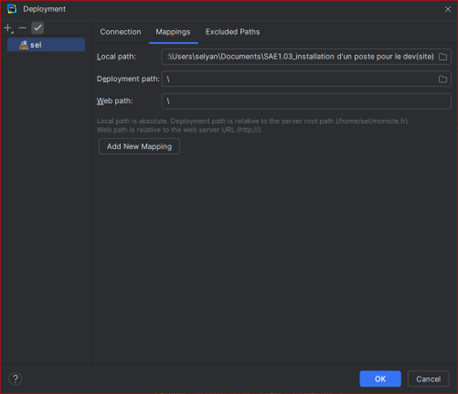 Deployment
sel
Connection
Mappings
Excluded Paths
Local path: :\Users\selyan\Documents\SAE1.03_installation d'un poste pour le dev(site)
Deployment path: \
Web path: \
Local path is absolute. Deployment path is relative to the server root path (/home/sel/monsite.fr).
Web path is relative to the web server URL (http://).
Add New Mapping
?
OK
Cancel